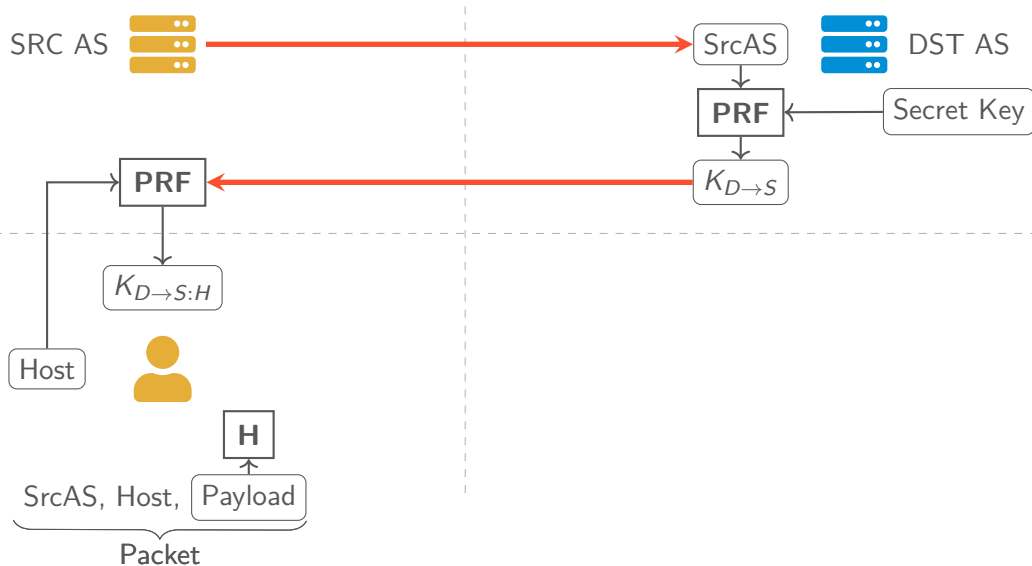 SRC AS
SrcAS
DST AS
PRF
Secret Key
PRF
K_{D→S}
K_{D→S:H}
Host
H
SrcAS, Host, Payload
Packet